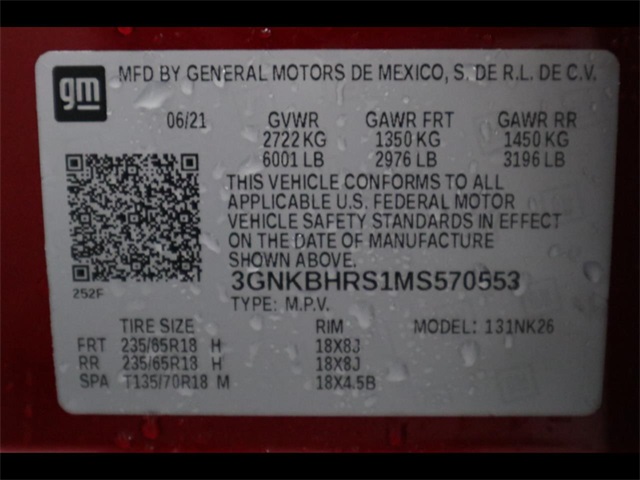 gm MFD BY GENERAL MOTORS DE MEXICO, S. DE R.L. DE C.V.
06/21 GVWR GAWR FRT GAWR RR
2722 KG 1350 KG 1450 KG
6001 LB 2976 LB 3196 LB
THIS VEHICLE CONFORMS TO ALL
APPLICABLE U.S. FEDERAL MOTOR
VEHICLE SAFETY STANDARDS IN EFFECT
ON THE DATE OF MANUFACTURE
SHOWN ABOVE.
252F
3GNKBHRS1MS570553
TYPE: M.P.V.
TIRE SIZE RIM MODEL: 131NK26
FRT 235/65R18 H 18X8J
RR 235/65R18 H 18X8J
SPA T135/70R18 M 18X4.5B